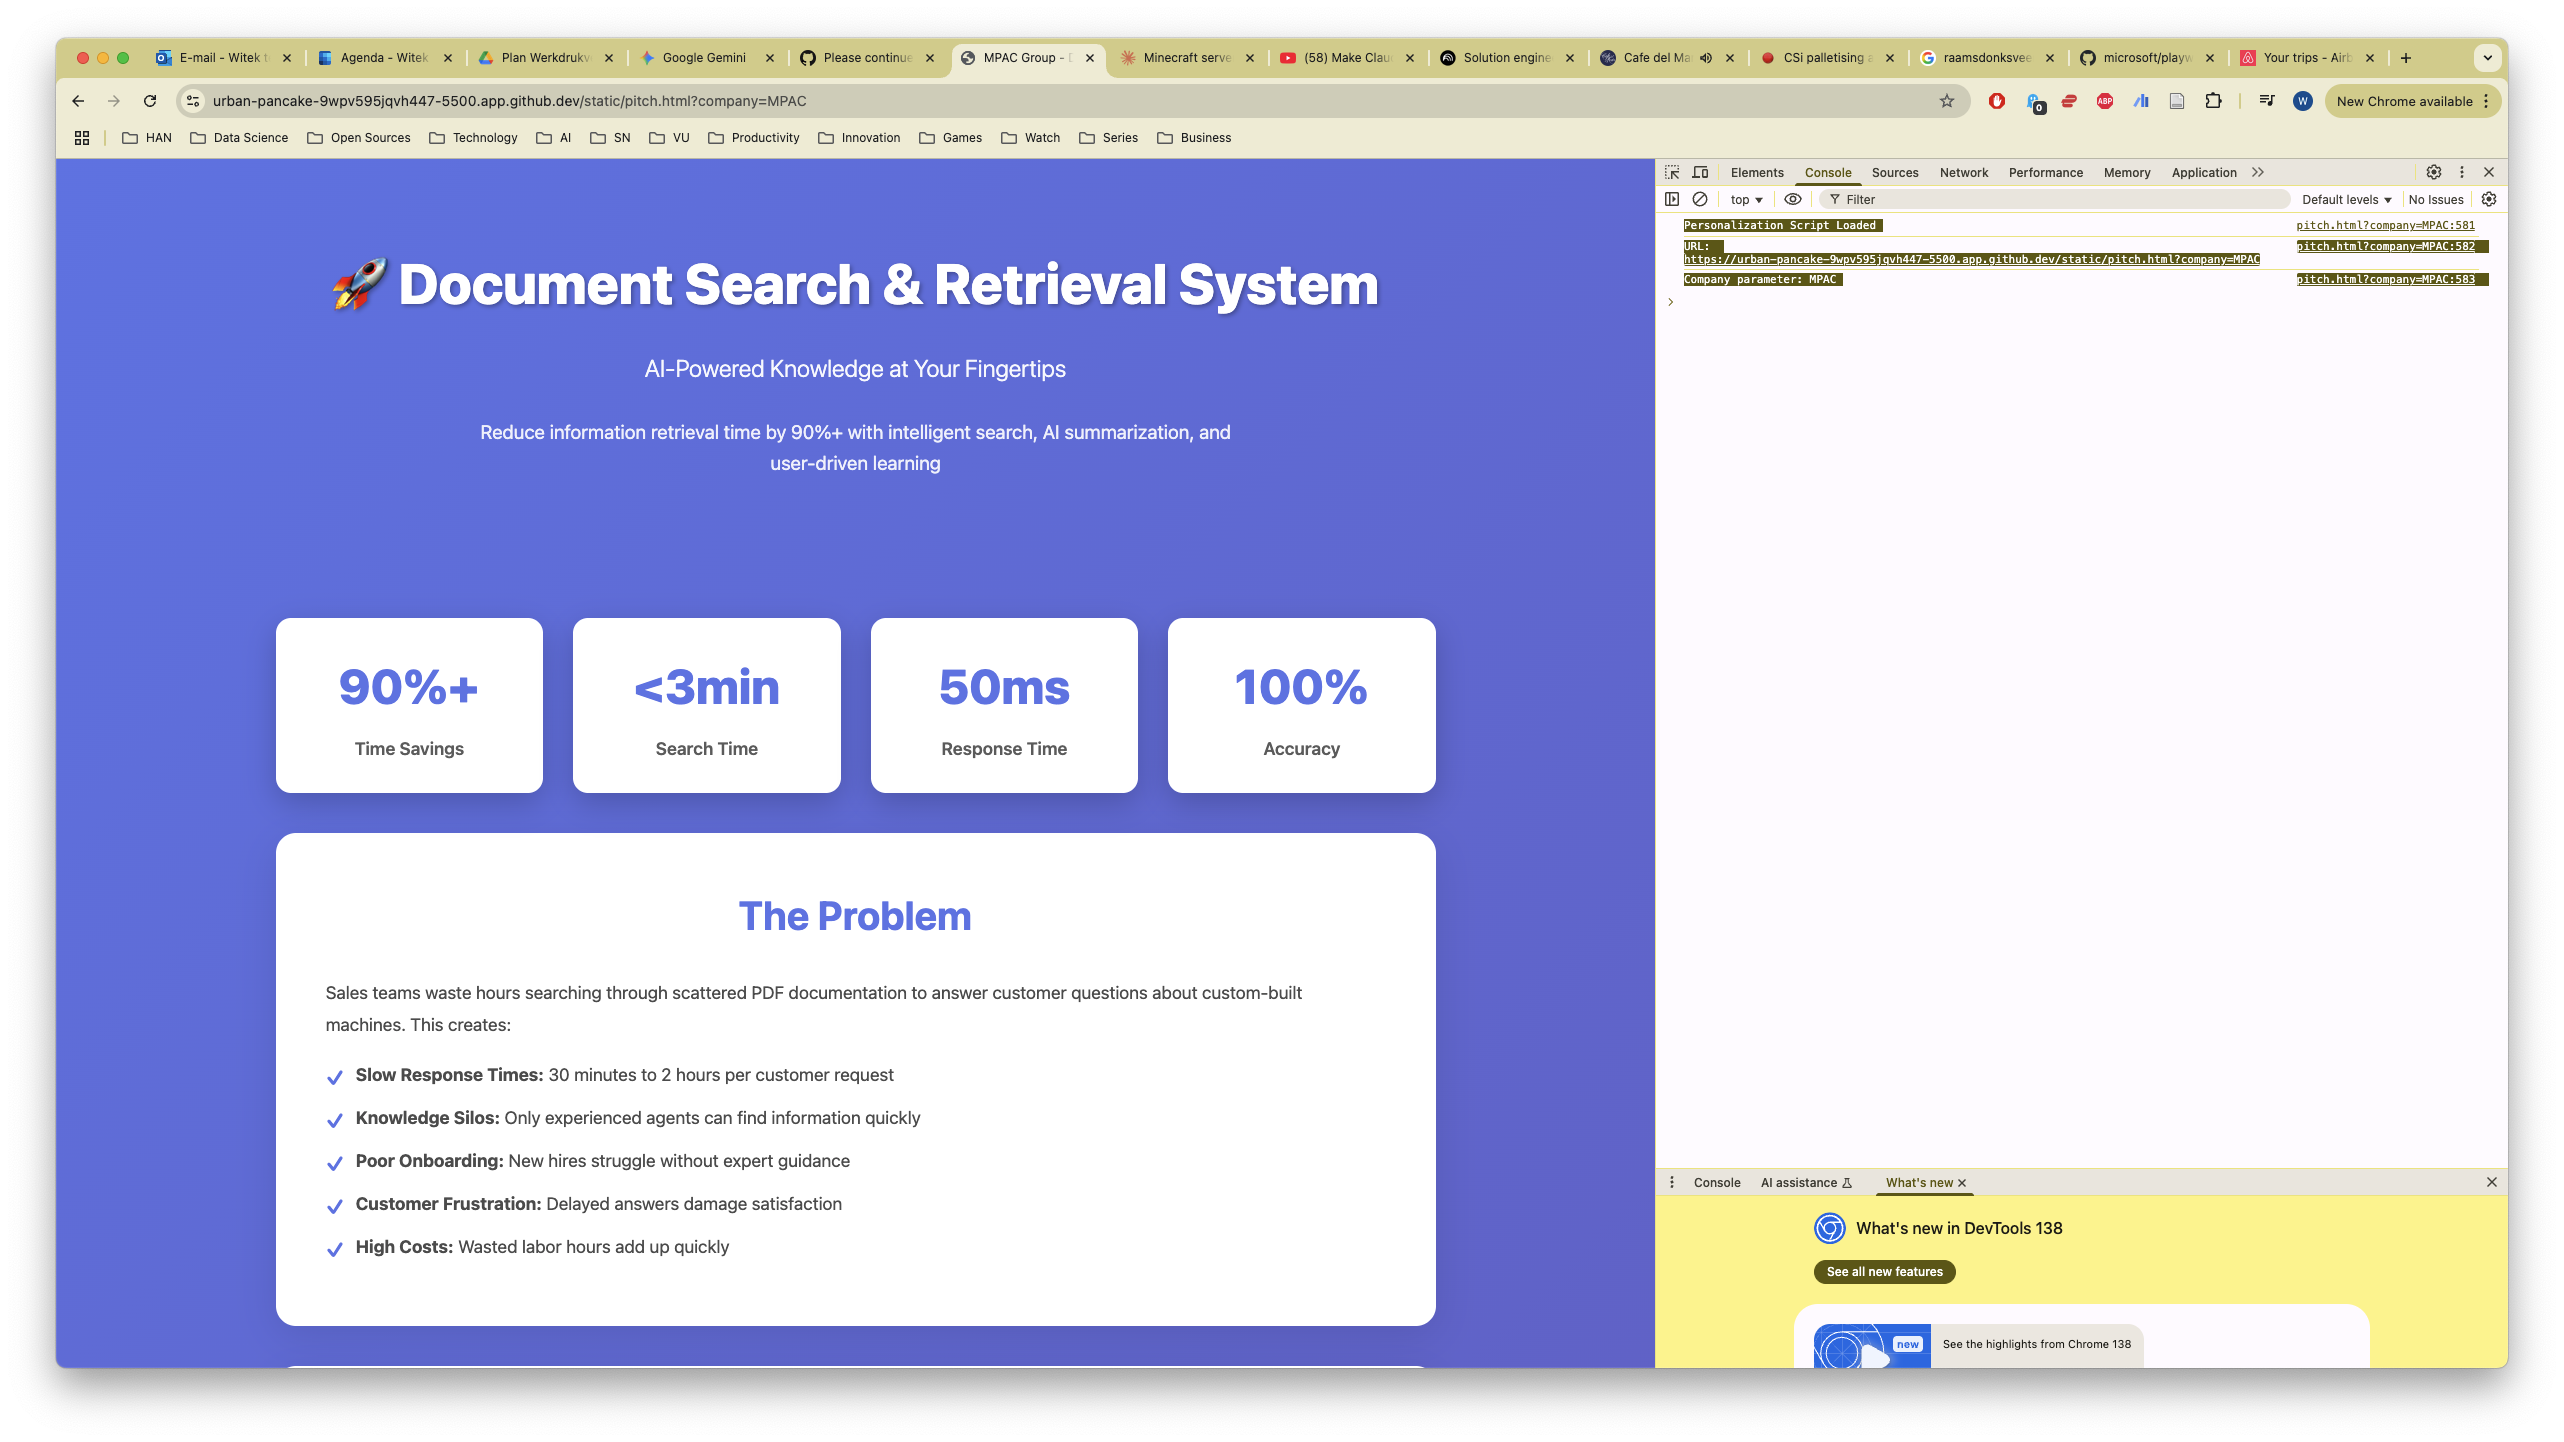 E-mail - Witek
Agenda - Witek
Plan Werkdruk
Google Gemini
Please continue
MPAC Group -
Minecraft serve
(58) Make Clau
Solution engine
Cafe del Ma
CSi palletising
raamsdonksvee
microsoft/playw
Your trips - Airb
urban-pancake-9wpv595jqvh447-5500.app.github.dev/static/pitch.html?company=MPAC
0
ABP
W
New Chrome available
HAN
Data Science
Open Sources
Technology
AI
SN
VU
Productivity
Innovation
Games
Watch
Series
Business
🚀 Document Search & Retrieval System
AI-Powered Knowledge at Your Fingertips
Reduce information retrieval time by 90%+ with intelligent search, AI summarization, and
user-driven learning
90%+
Time Savings
<3min
Search Time
50ms
Response Time
100%
Accuracy
The Problem
Sales teams waste hours searching through scattered PDF documentation to answer customer questions about custom-built
machines. This creates:
✓ Slow Response Times: 30 minutes to 2 hours per customer request
✓ Knowledge Silos: Only experienced agents can find information quickly
✓ Poor Onboarding: New hires struggle without expert guidance
✓ Customer Frustration: Delayed answers damage satisfaction
✓ High Costs: Wasted labor hours add up quickly
Elements
Console
Sources
Network
Performance
Memory
Application
top
Filter
Default levels
No Issues
Personalization Script Loaded pitch.html?company=MPAC:581
URL: pitch.html?company=MPAC:582
https://urban-pancake-9wpv595jqvh447-5500.app.github.dev/static/pitch.html?company=MPAC
Company parameter: MPAC pitch.html?company=MPAC:583
Console
AI assistance
What's new
What's new in DevTools 138
See all new features
new
See the highlights from Chrome 138